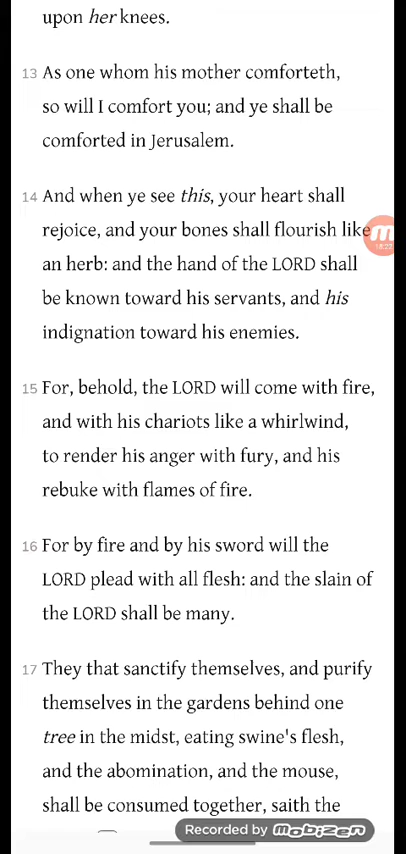 upon her knees.
13 As one whom his mother comforteth,
so will I comfort you; and ye shall be
comforted in Jerusalem.
14 And when ye see this, your heart shall
rejoice, and your bones shall flourish like
an herb: and the hand of the LORD shall
be known toward his servants, and his
indignation toward his enemies.
15 For, behold, the LORD will come with fire,
and with his chariots like a whirlwind,
to render his anger with fury, and his
rebuke with flames of fire.
16 For by fire and by his sword will the
LORD plead with all flesh: and the slain of
the LORD shall be many.
17 They that sanctify themselves, and purify
themselves in the gardens behind one
tree in the midst, eating swine's flesh,
and the abomination, and the mouse,
shall be consumed together, saith the
Recorded by mobizen